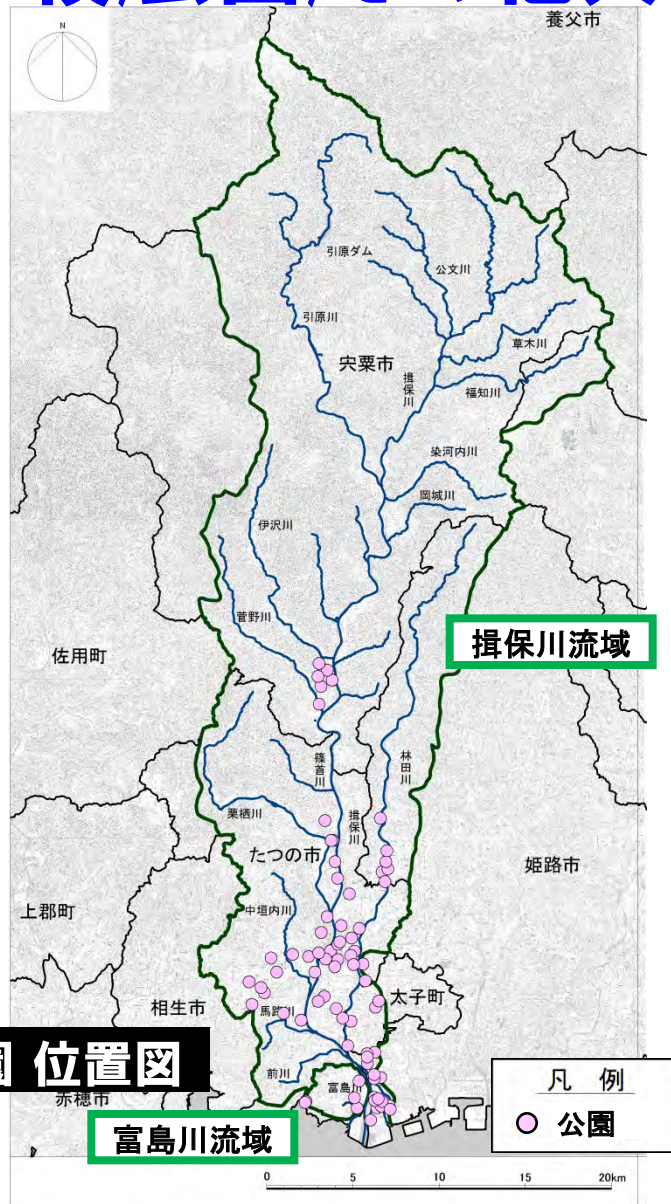 養父市
N
引原ダム
公文川
引原川
草木川
宍粟市
揖保川
福知川
染河内川
岡城川
伊沢川
菅野川
揖保川流域
佐用町
篠首川
林田川
栗栖川
揖保川
たつの市
姫路市
上郡町
中垣内川
相生市
太子町
馬路川
位置図
前川
富島川
凡 例
赤穂市
公園
富島川流域
0 5 10 20km